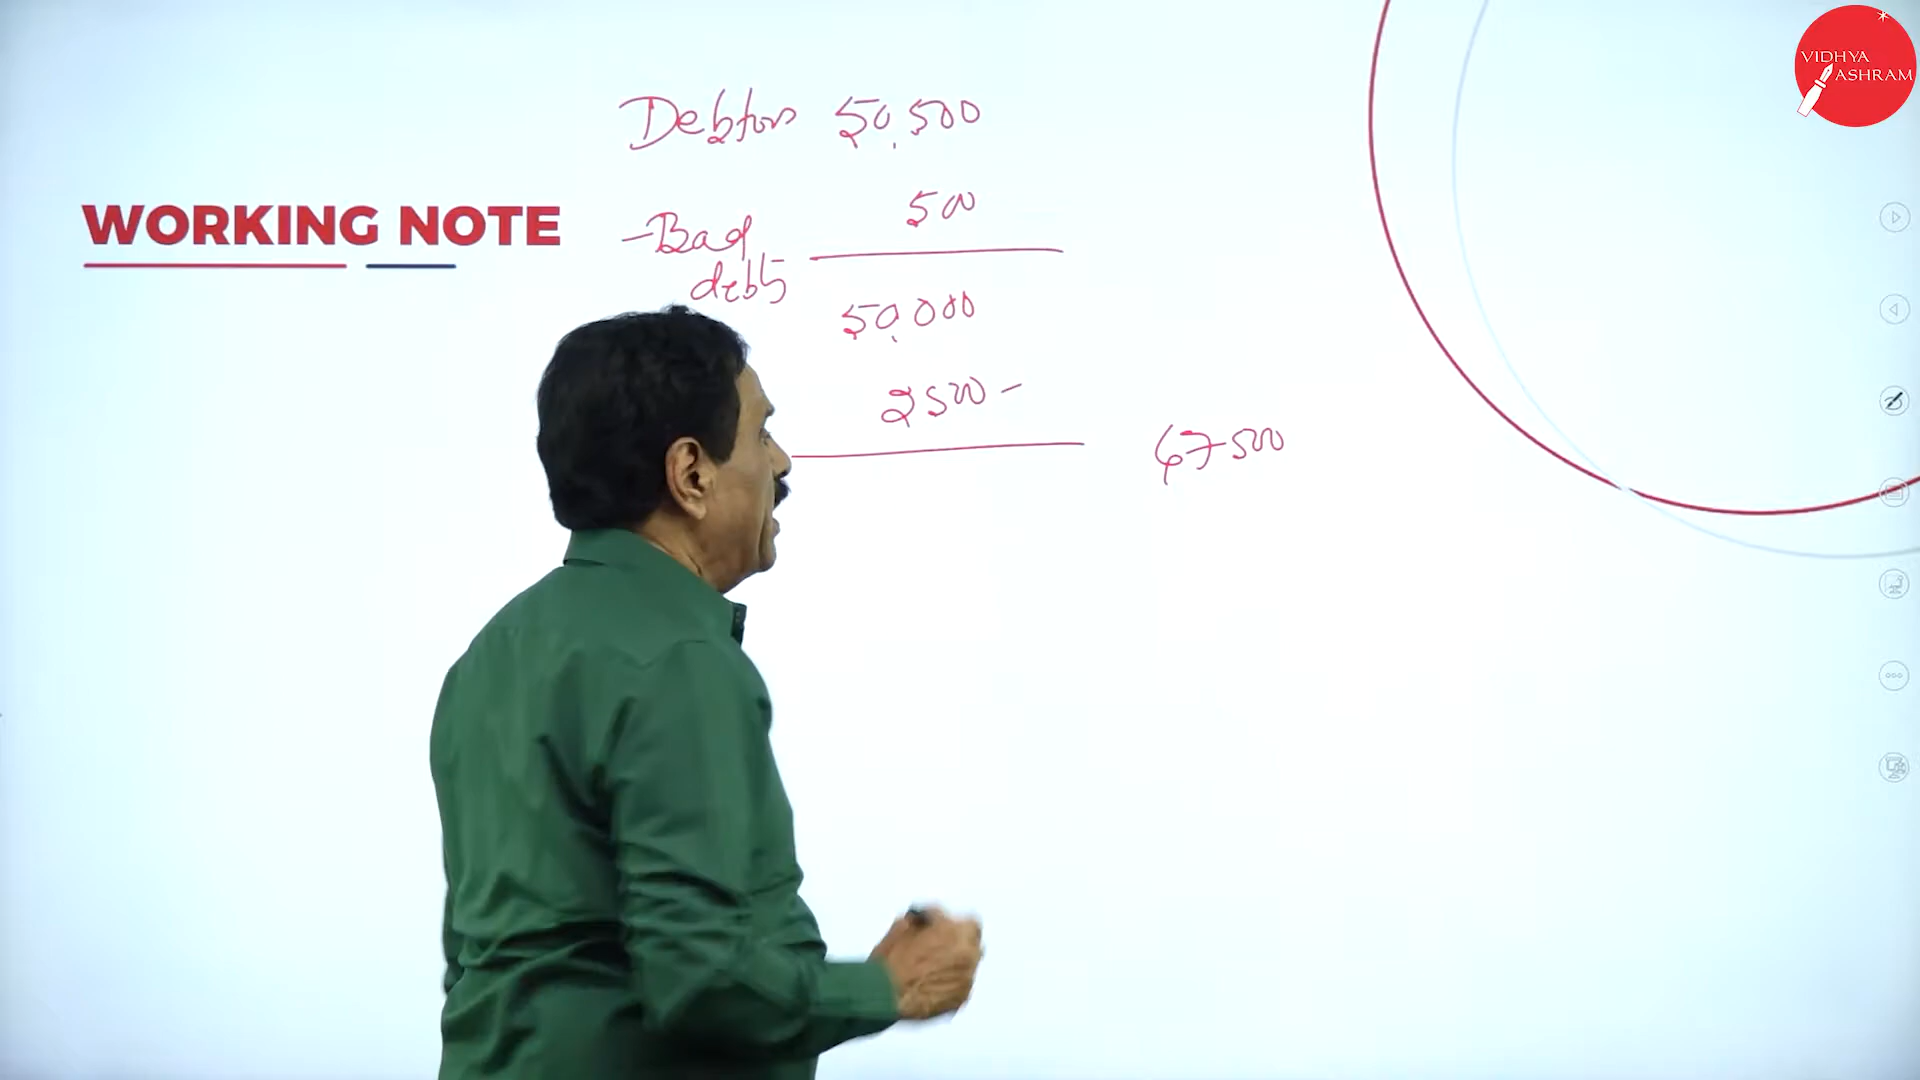 VIDHYA
ASHRAM
WORKING NOTE
Debtors 50,500
-Bad 500
debts
50,000
2500 -
47500